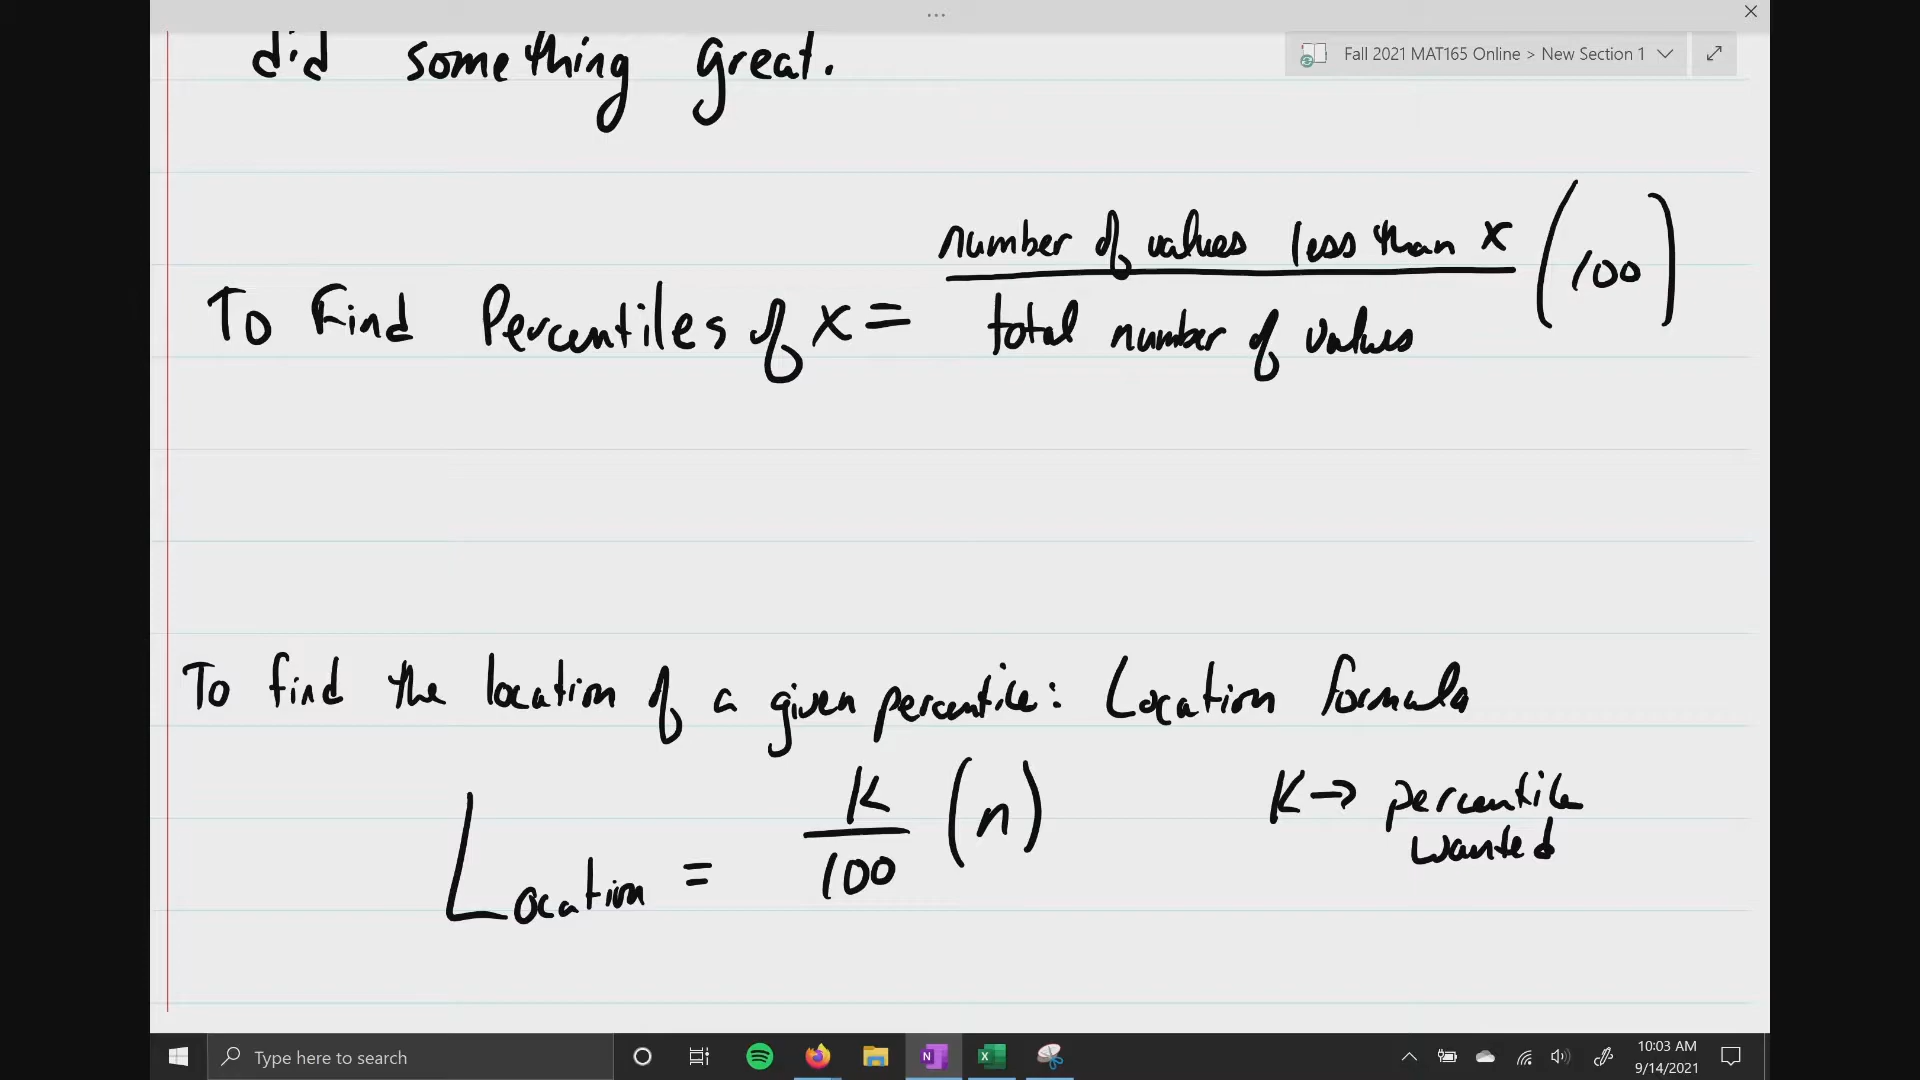 ...
did something great.
Fall 2021 MAT165 Online > New Section 1
number of values less than x
(100)
To Find Percentiles of x =
total number of values
To find the location of a given percentile: Location formula
K
Location = (n)
100
K → percentile
wanted
Type here to search
10:03 AM
9/14/2021